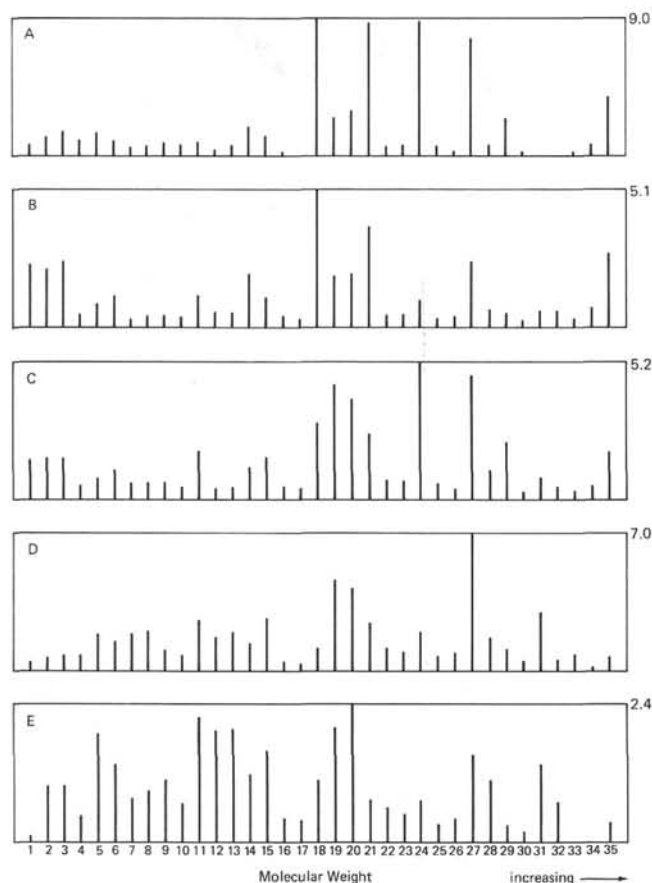 A
9.0
B
5.1
C
5.2
D
7.0
E
2.4
1 2 3 4 5 6 7 8 9 10 11 12 13 14 15 16 17 18 19 20 21 22 23 24 25 26 27 28 29 30 31 32 33 34 35
Molecular Weight increasing